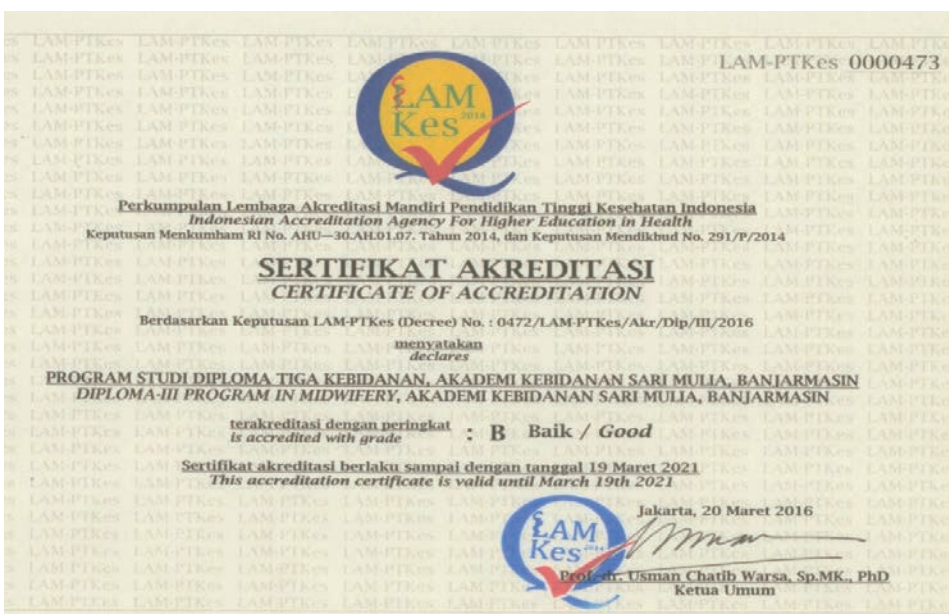 LAM-PTKes 0000473
LAM
Kes 2014
Perkumpulan Lembaga Akreditasi Mandiri Pendidikan Tinggi Kesehatan Indonesia
Indonesian Accreditation Agency For Higher Education in Health
Keputusan Menkumham RI No. AHU—30.AH.01.07. Tahun 2014, dan Keputusan Mendikbud No. 291/P/2014
SERTIFIKAT AKREDITASI
CERTIFICATE OF ACCREDITATION
Berdasarkan Keputusan LAM-PTKes (Decree) No. : 0472/LAM-PTKes/Akr/Dip/III/2016
menyatakan
declares
PROGRAM STUDI DIPLOMA TIGA KEBIDANAN, AKADEMI KEBIDANAN SARI MULIA, BANJARMASIN
DIPLOMA-III PROGRAM IN MIDWIFERY, AKADEMI KEBIDANAN SARI MULIA, BANJARMASIN
terakreditasi dengan peringkat
is accredited with grade : B Baik / Good
Sertifikat akreditasi berlaku sampai dengan tanggal 19 Maret 2021
This accreditation certificate is valid until March 19th 2021
Jakarta, 20 Maret 2016
LAM
Kes 2014
Prof. dr. Usman Chatib Warsa, Sp.MK., PhD
Ketua Umum